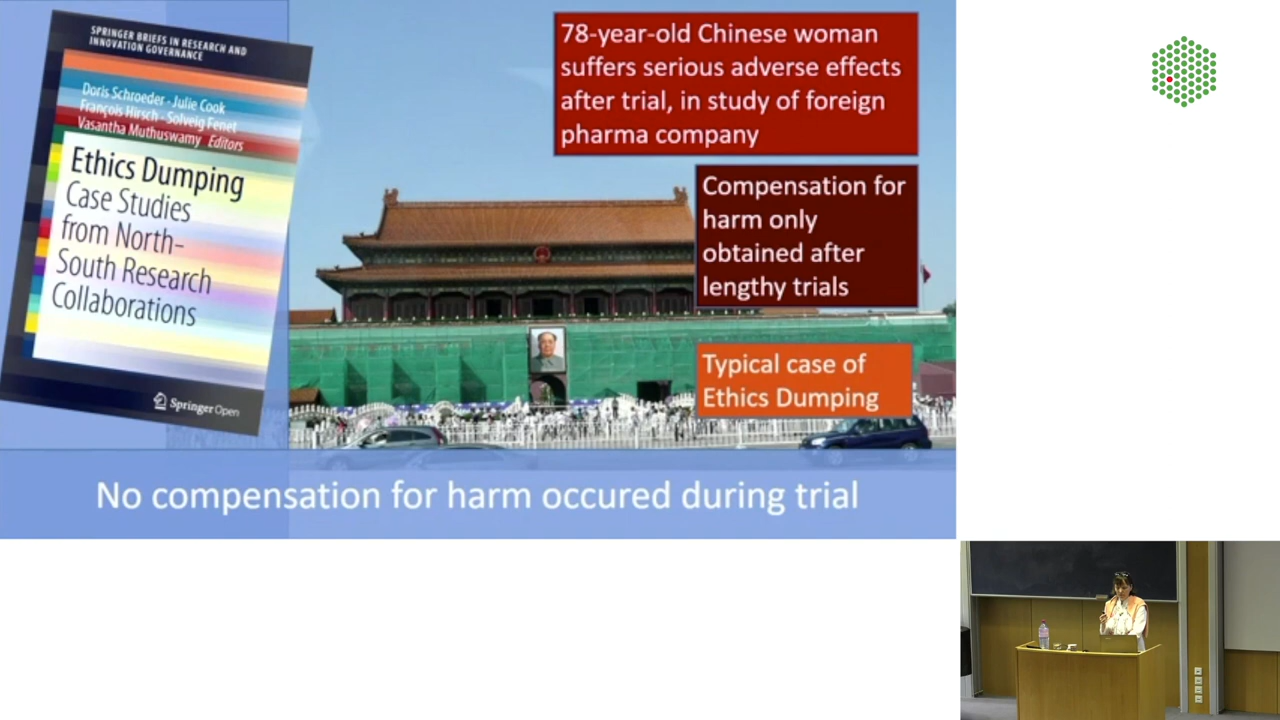 SPRINGER BRIEFS IN RESEARCH AND
INNOVATION GOVERNANCE
Doris Schroeder · Julie Cook
François Hirsch · Solveig Fenet
Vasantha Muthuswamy Editors
Ethics Dumping
Case Studies
from North–
South Research
Collaborations
Springer Open
78-year-old Chinese woman
suffers serious adverse effects
after trial, in study of foreign
pharma company
Compensation for
harm only
obtained after
lengthy trials
Typical case of
Ethics Dumping
No compensation for harm occured during trial